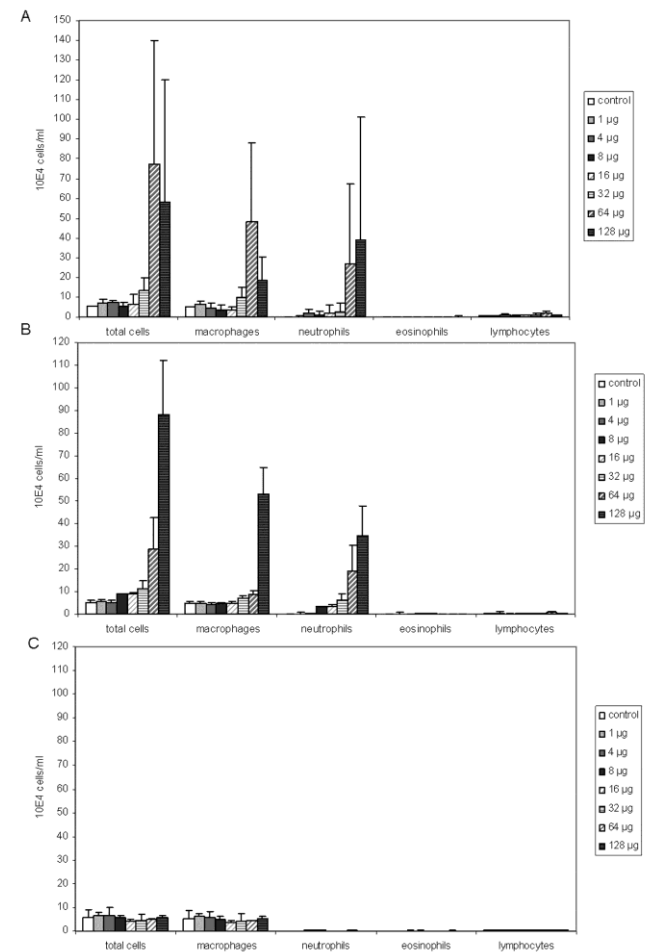 A
150
140
130
120
110
100
90
80
70
60
50
40
30
20
10
0
10E4 cells/ml
total cells macrophages neutrophils eosinophils lymphocytes
control
1 µg
4 µg
8 µg
16 µg
32 µg
64 µg
128 µg
B
120
110
100
90
80
70
60
50
40
30
20
10
0
10E4 cells/ml
total cells macrophages neutrophils eosinophils lymphocytes
control
1 µg
4 µg
8 µg
16 µg
32 µg
64 µg
128 µg
C
120
110
100
90
80
70
60
50
40
30
20
10
0
10E4 cells/ml
total cells macrophages neutrophils eosinophils lymphocytes
control
1 µg
4 µg
8 µg
16 µg
32 µg
64 µg
128 µg